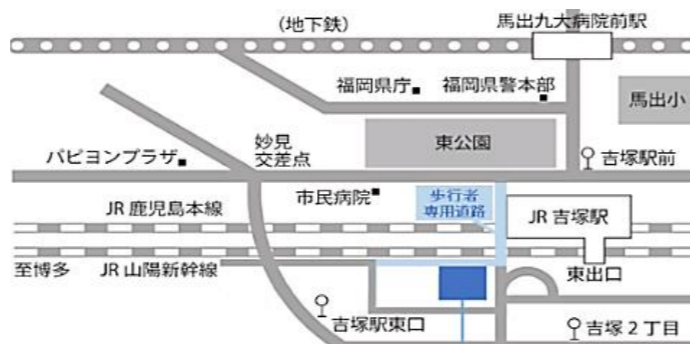 (地下鉄)
馬出九大病院前駅
福岡県庁
福岡県警本部
馬出小
パピヨンプラザ
妙見
交差点
東公園
吉塚駅前
市民病院
歩行者
専用道路
JR 鹿児島本線
JR 吉塚駅
至博多
JR 山陽新幹線
東出口
吉塚駅東口
吉塚2丁目